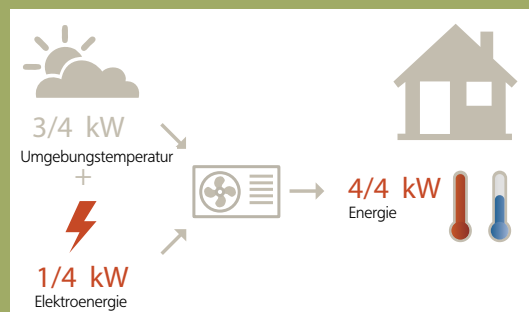 3/4 kW
Umgebungstemperatur
+
1/4 kW
Elektroenergie
4/4 kW
Energie